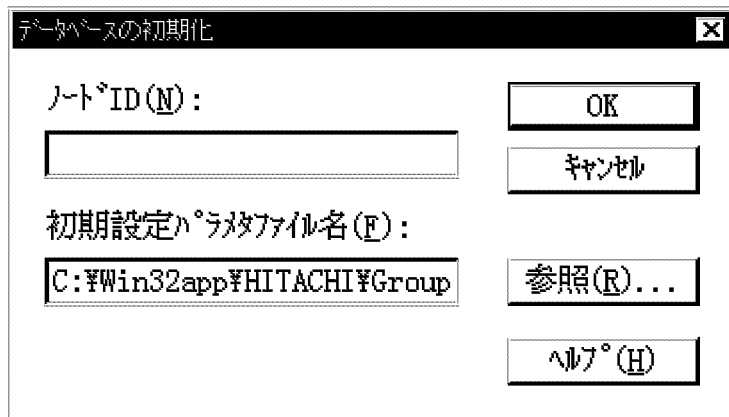 ﾃﾞｰﾀﾍﾞｰｽの初期化
ﾉｰﾄﾞID(N):
OK
ｷｬﾝｾﾙ
初期設定ﾊﾟﾗﾒﾀﾌｧｲﾙ名(F):
C:¥Win32app¥HITACHI¥Group
参照(R)...
ﾍﾙﾌﾟ(H)